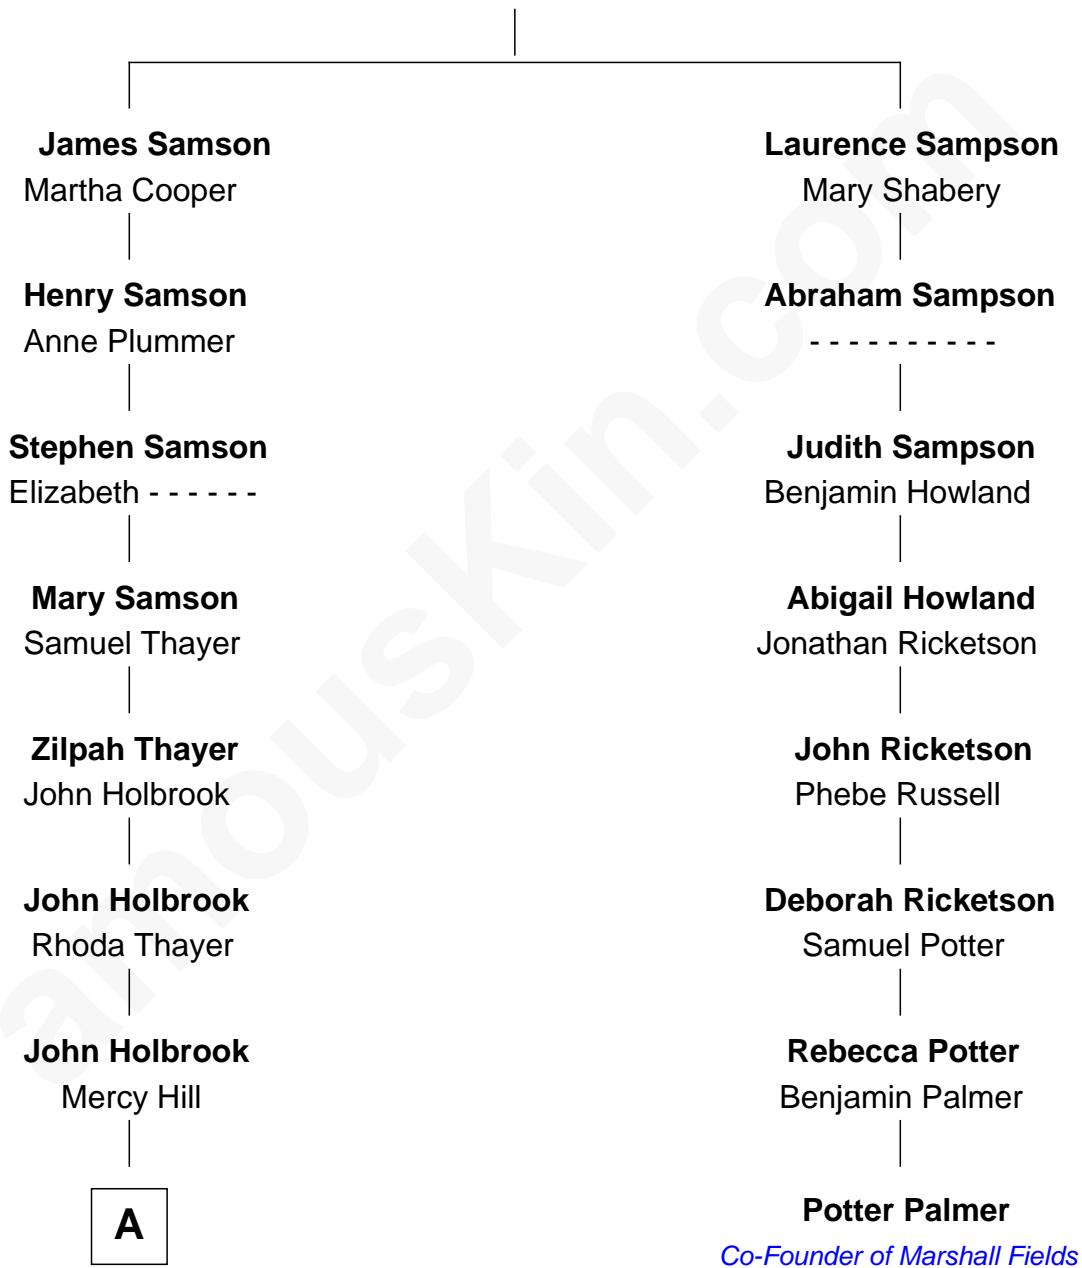 James Samson
Martha Cooper
Laurence Sampson
Mary Shabery
Henry Samson
Anne Plummer
Abraham Sampson
- - - - - - - - - -
Stephen Samson
Elizabeth - - - - - -
Judith Sampson
Benjamin Howland
Mary Samson
Samuel Thayer
Abigail Howland
Jonathan Ricketson
Zilpah Thayer
John Holbrook
John Ricketson
Phebe Russell
John Holbrook
Rhoda Thayer
Deborah Ricketson
Samuel Potter
John Holbrook
Mercy Hill
Rebecca Potter
Benjamin Palmer
A
Potter Palmer
Co-Founder of Marshall Fields
amouskin.com